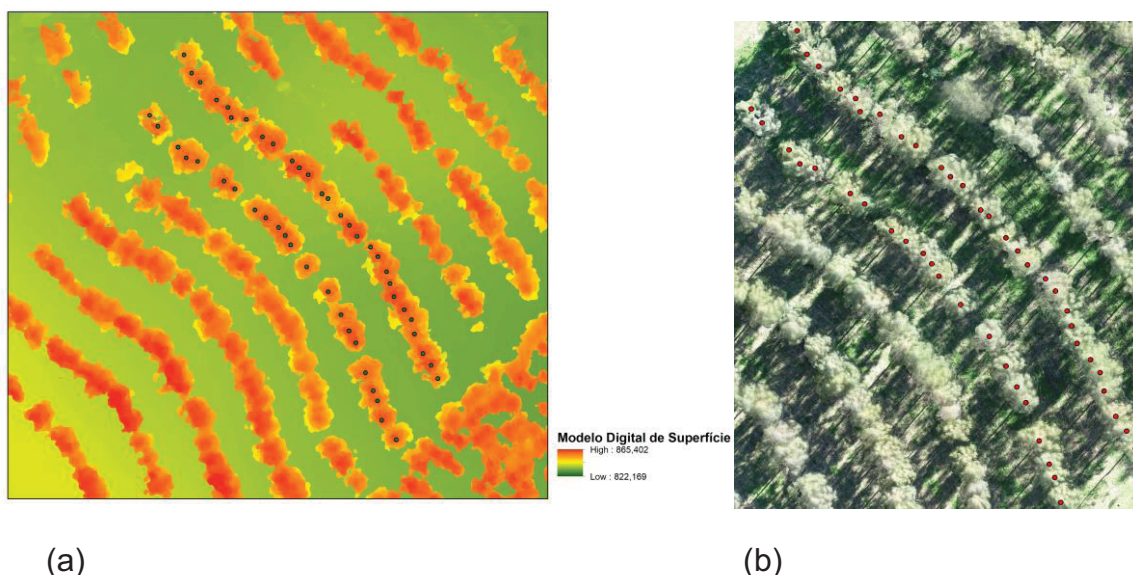 Modelo Digital de Superfície
High : 865,402
Low : 822,169
(a)
(b)